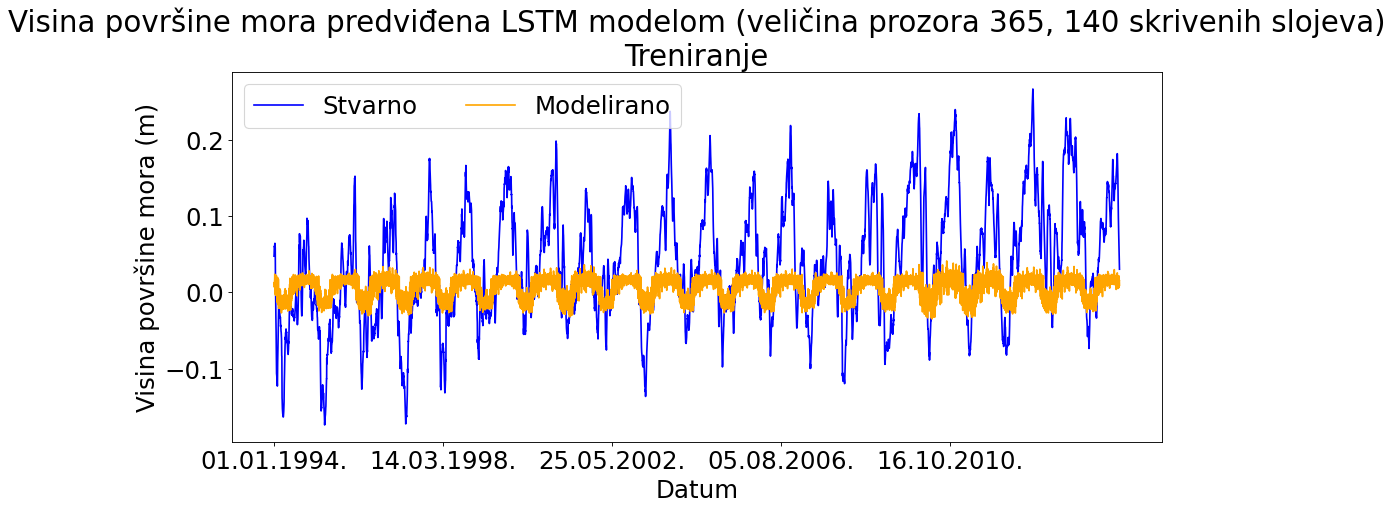 Visina površine mora predviđena LSTM modelom (veličina prozora 365, 140 skrivenih slojeva)
Treniranje
Stvarno Modelirano
Visina površine mora (m)
0.2
0.1
0.0
−0.1
01.01.1994. 14.03.1998. 25.05.2002. 05.08.2006. 16.10.2010.
Datum